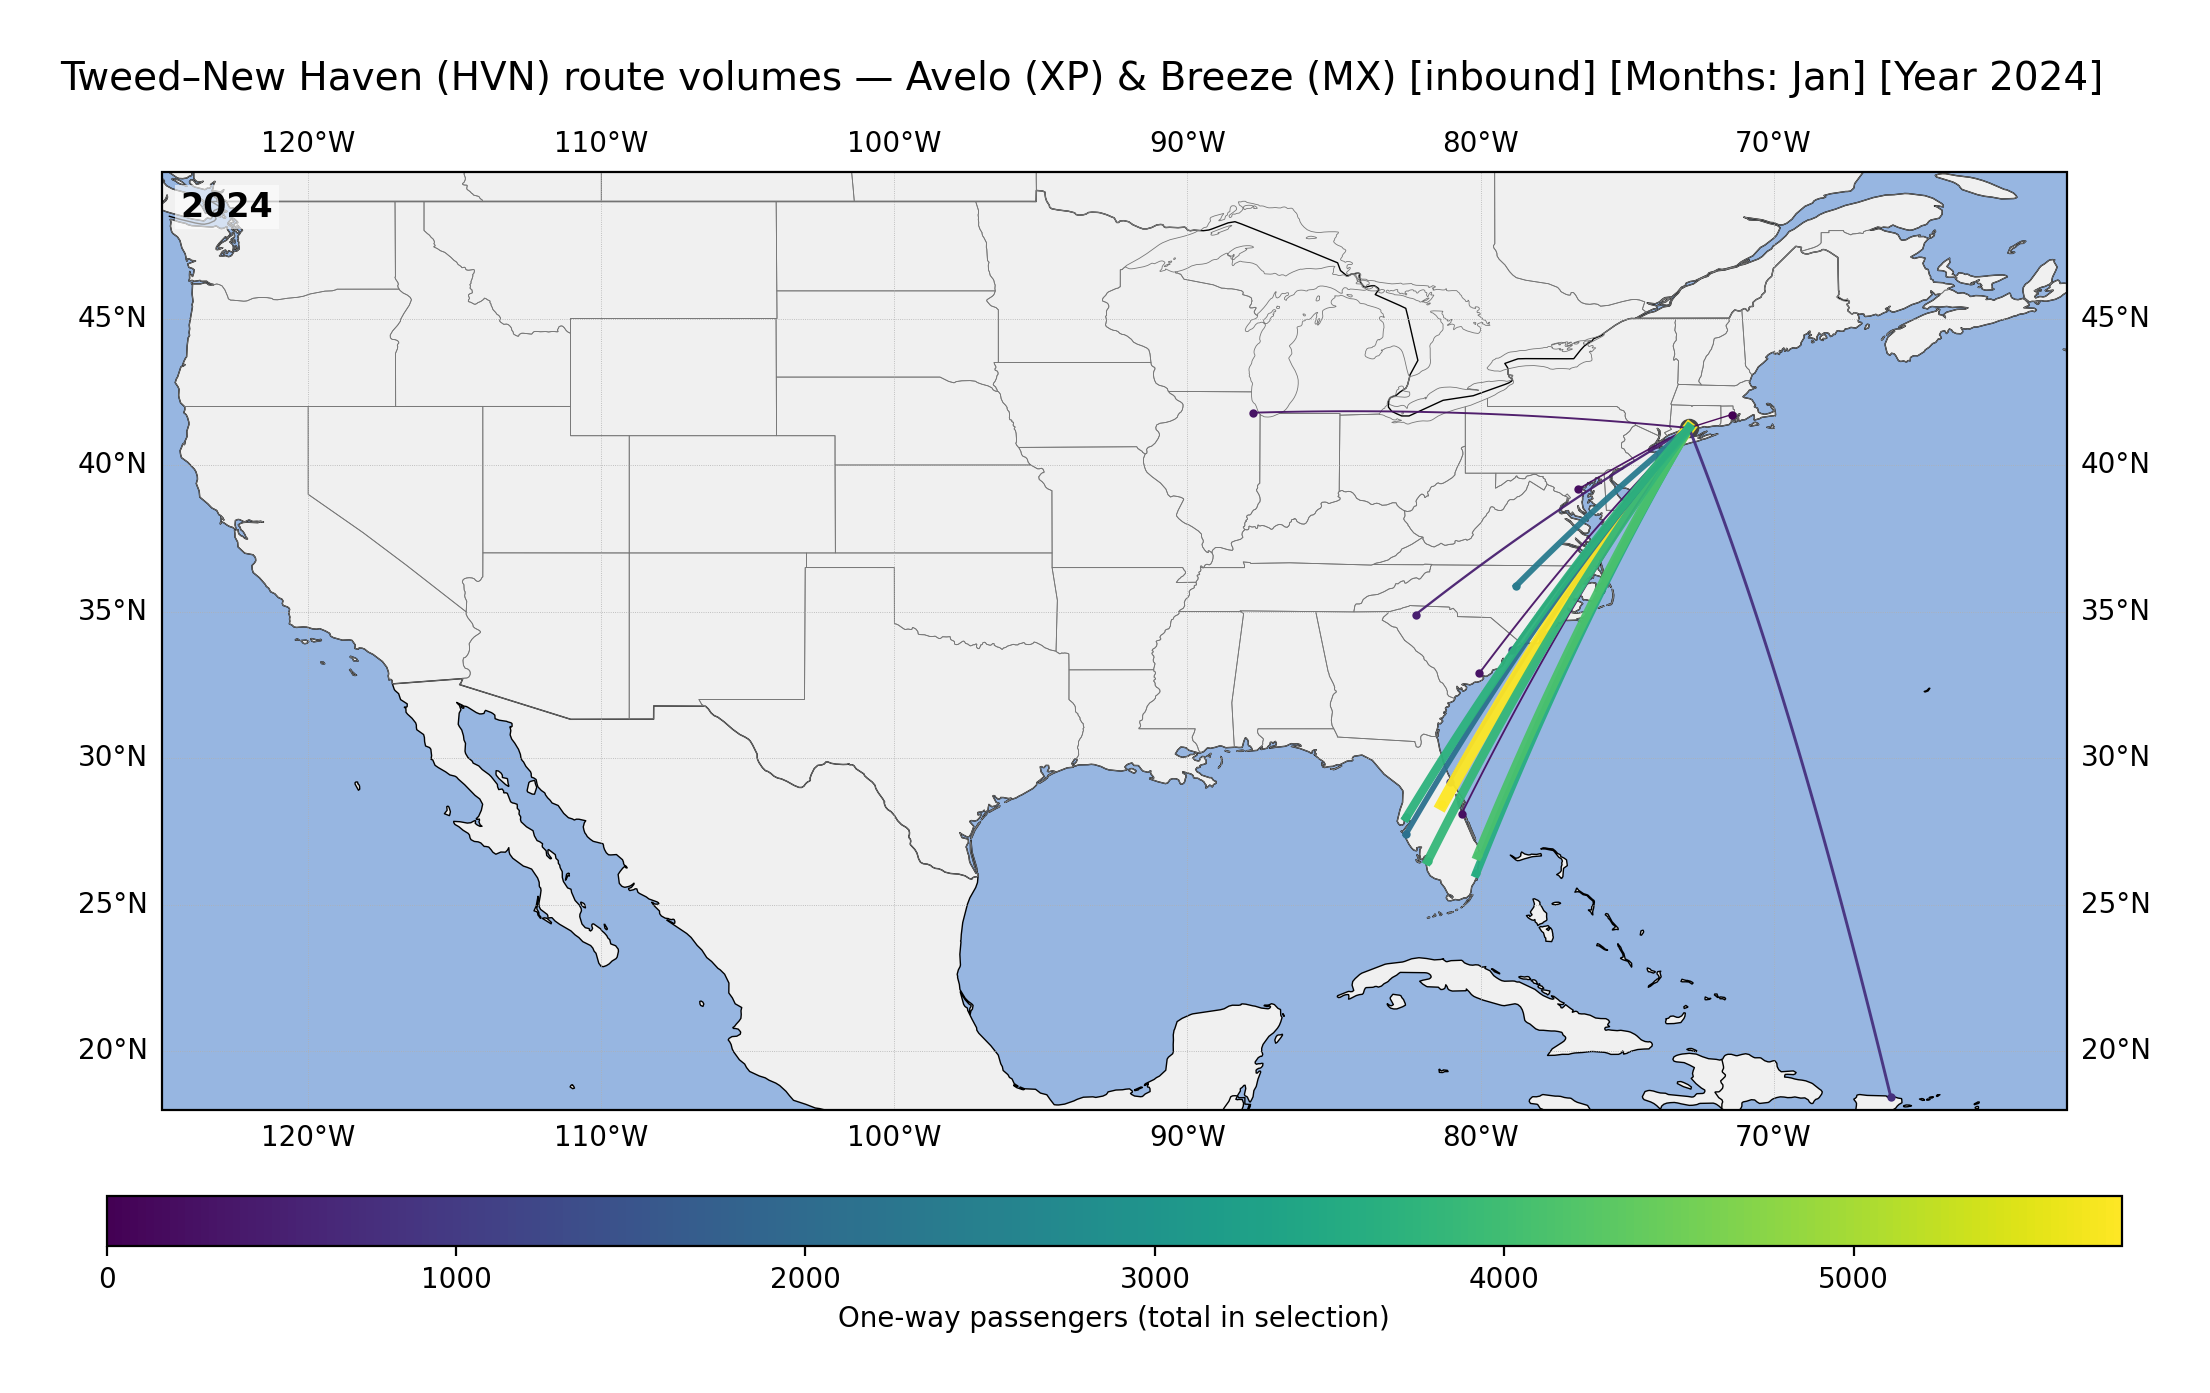 Tweed–New Haven (HVN) route volumes — Avelo (XP) & Breeze (MX) [inbound] [Months: Jan] [Year 2024]
120°W 110°W 100°W 90°W 80°W 70°W
2024
45°N 45°N
40°N 40°N
35°N 35°N
30°N 30°N
25°N 25°N
20°N 20°N
120°W 110°W 100°W 90°W 80°W 70°W
0 1000 2000 3000 4000 5000
One-way passengers (total in selection)